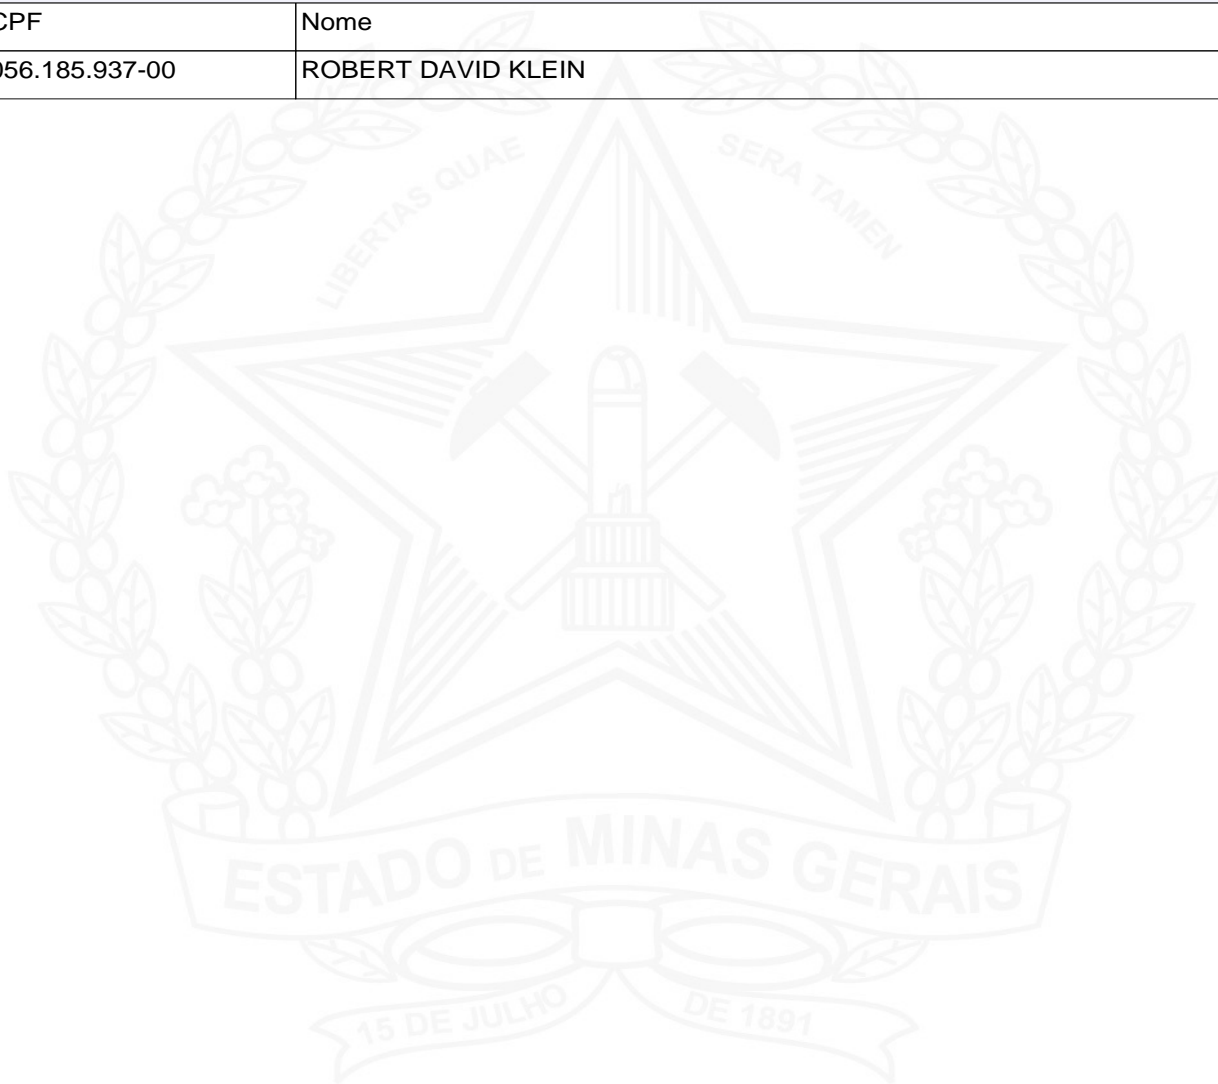 CPF Nome
056.185.937-00 ROBERT DAVID KLEIN
LIBERTAS QUAE SERA TAMEN
ESTADO DE MINAS GERAIS
15 DE JULHO DE 1891